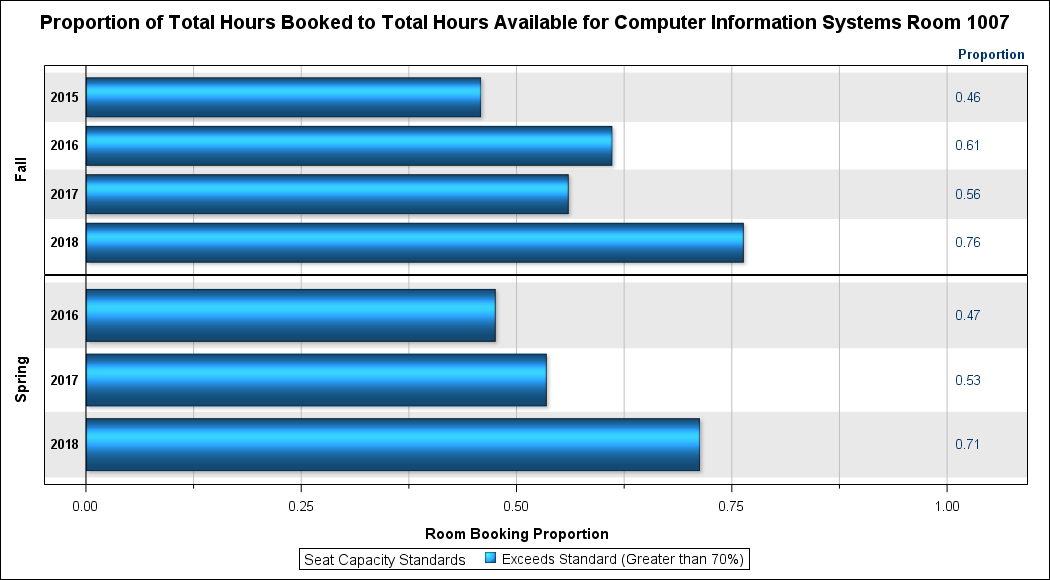 Proportion of Total Hours Booked to Total Hours Available for Computer Information Systems Room 1007
Proportion
Fall
2015 0.46
2016 0.61
2017 0.56
2018 0.76
Spring
2016 0.47
2017 0.53
2018 0.71
0.00 0.25 0.50 0.75 1.00
Room Booking Proportion
Seat Capacity Standards Exceeds Standard (Greater than 70%)